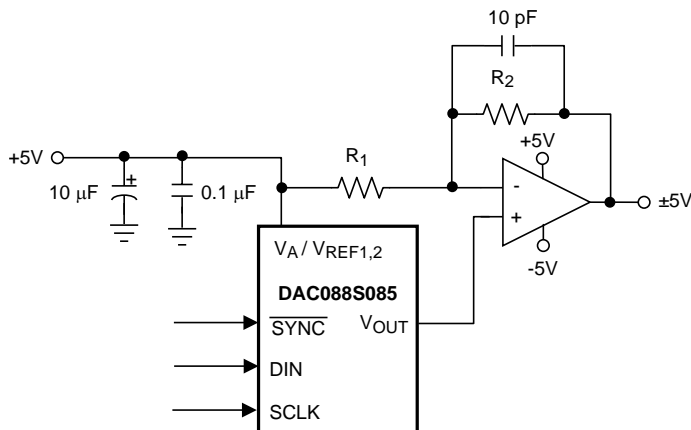 10 pF
R2
+5V
+5V
R1
10 µF
+
0.1 µF
-
+
±5V
-5V
VA / VREF1,2
DAC088S085
SYNC
VOUT
DIN
SCLK